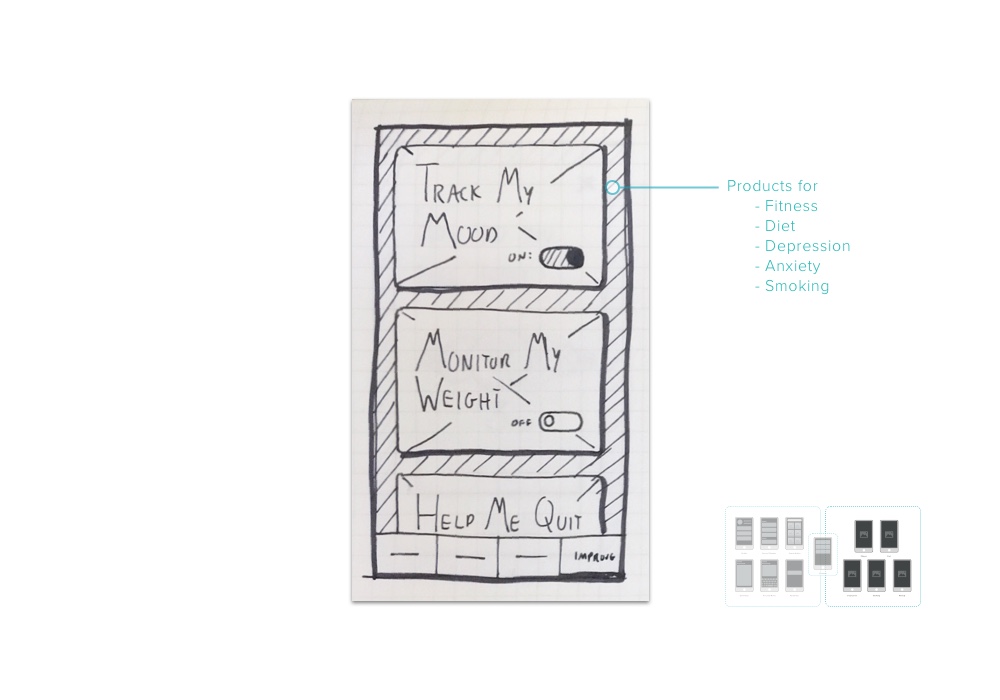 TRACK MY
MOOD
ON:
MONITOR MY
WEIGHT
OFF
HELP ME QUIT
IMPROVE
Products for
- Fitness
- Diet
- Depression
- Anxiety
- Smoking